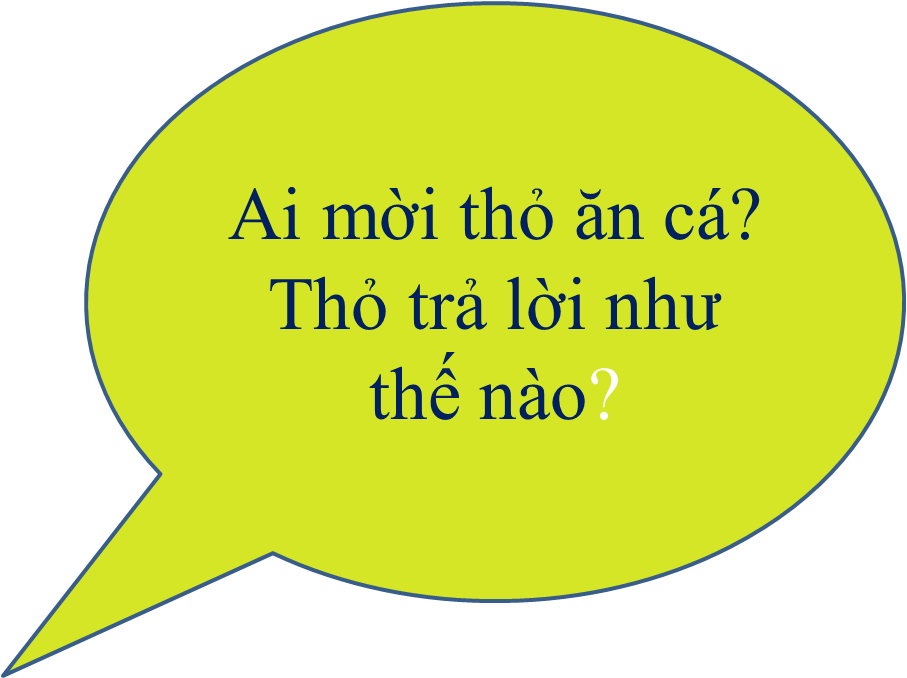 Ai mời thỏ ăn cá?
Thỏ trả lời như
thế nào?